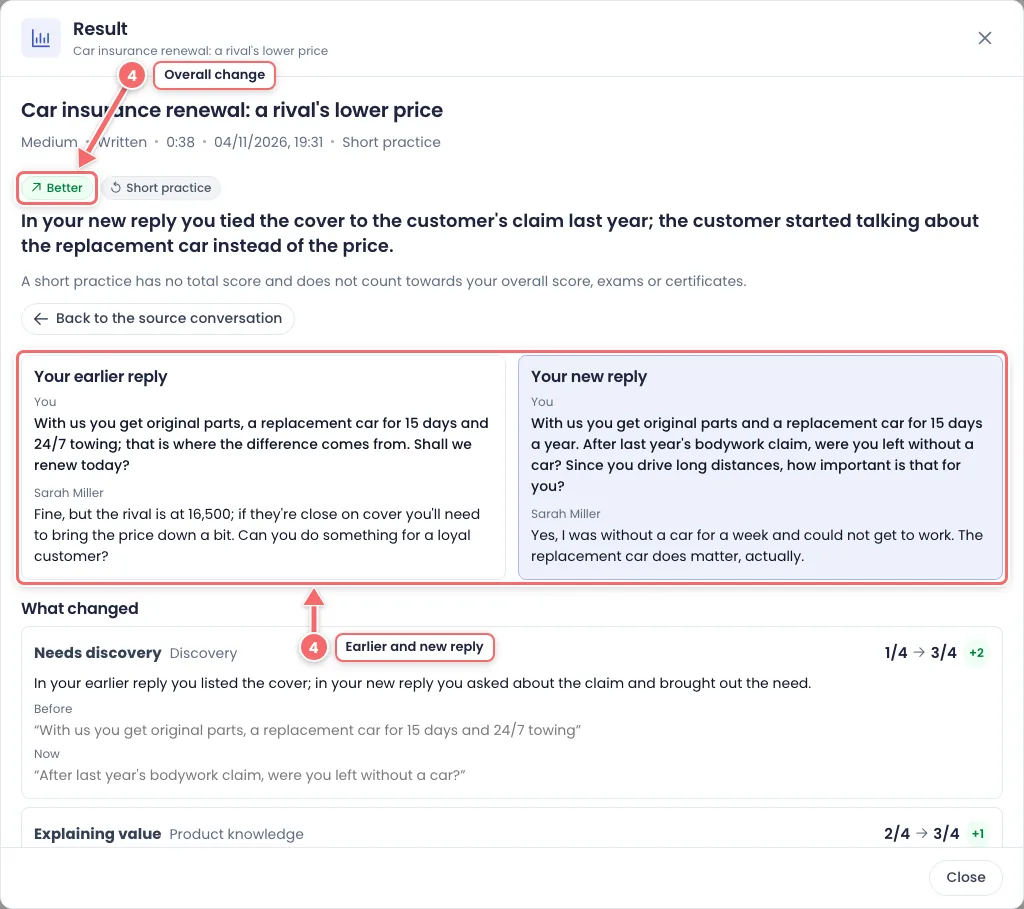 Result
Car insurance renewal: a rival's lower price
4 Overall change
Car insurance renewal: a rival's lower price
Medium • Written • 0:38 • 04/11/2026, 19:31 • Short practice
Better Short practice
In your new reply you tied the cover to the customer's claim last year; the customer started talking about
the replacement car instead of the price.
A short practice has no total score and does not count towards your overall score, exams or certificates.
← Back to the source conversation
Your earlier reply
You
With us you get original parts, a replacement car for 15 days and
24/7 towing; that is where the difference comes from. Shall we
renew today?
Sarah Miller
Fine, but the rival is at 16,500; if they're close on cover you'll need
to bring the price down a bit. Can you do something for a loyal
customer?
Your new reply
You
With us you get original parts and a replacement car for 15 days
a year. After last year's bodywork claim, were you left without a
car? Since you drive long distances, how important is that for
you?
Sarah Miller
Yes, I was without a car for a week and could not get to work. The
replacement car does matter, actually.
What changed
4 Earlier and new reply
Needs discovery Discovery 1/4 → 3/4 +2
In your earlier reply you listed the cover; in your new reply you asked about the claim and brought out the need.
Before
“With us you get original parts, a replacement car for 15 days and 24/7 towing”
Now
“After last year's bodywork claim, were you left without a car?”
Explaining value Product knowledge 2/4 → 3/4 +1
Close